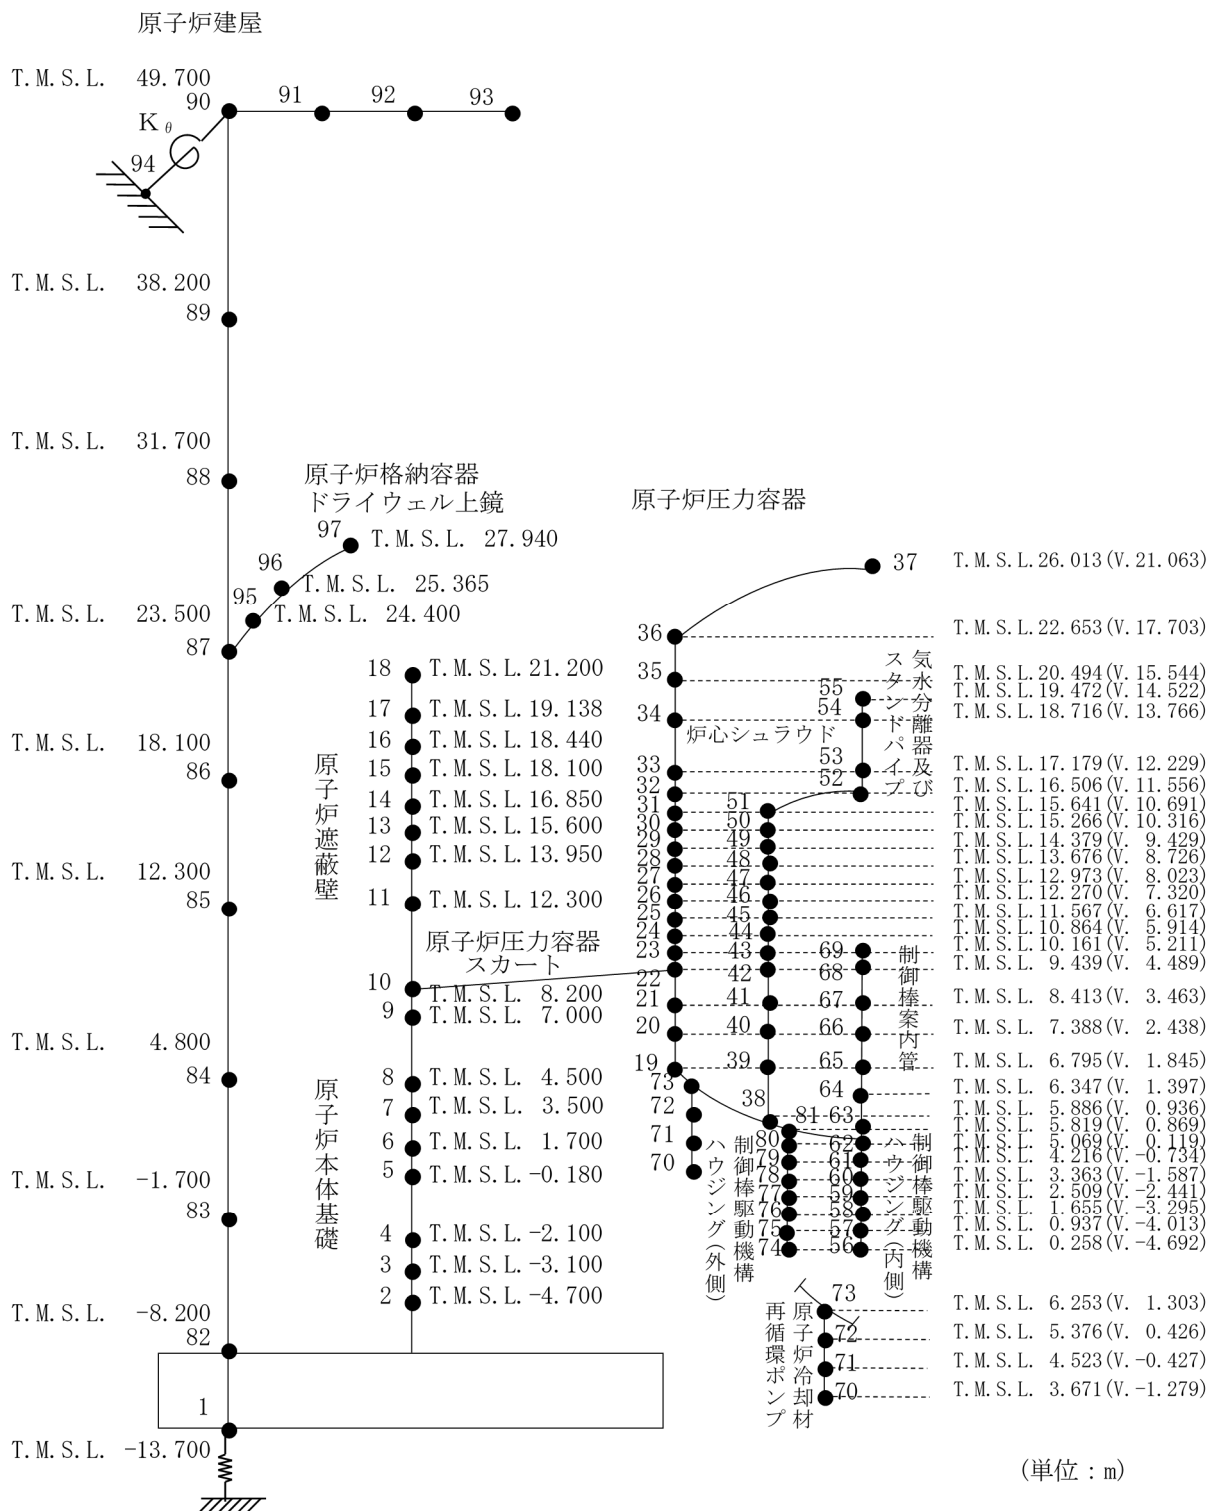 原子炉建屋
T.M.S.L. 49.700
90
91
92
93
Kθ
94
T.M.S.L. 38.200
89
T.M.S.L. 31.700
88
T.M.S.L. 23.500
87
T.M.S.L. 18.100
86
T.M.S.L. 12.300
85
T.M.S.L. 4.800
84
T.M.S.L. -1.700
83
T.M.S.L. -8.200
82
1
T.M.S.L. -13.700
原子炉格納容器
ドライウェル上鏡
97 T.M.S.L. 27.940
96 T.M.S.L. 25.365
95 T.M.S.L. 24.400
18 T.M.S.L. 21.200
17 T.M.S.L. 19.138
16 T.M.S.L. 18.440
15 T.M.S.L. 18.100
14 T.M.S.L. 16.850
13 T.M.S.L. 15.600
12 T.M.S.L. 13.950
11 T.M.S.L. 12.300
原子炉遮蔽壁
原子炉圧力容器
スカート
10 T.M.S.L. 8.200
9 T.M.S.L. 7.000
8 T.M.S.L. 4.500
7 T.M.S.L. 3.500
6 T.M.S.L. 1.700
5 T.M.S.L. -0.180
4 T.M.S.L. -2.100
3 T.M.S.L. -3.100
2 T.M.S.L. -4.700
原子炉本体基礎
原子炉圧力容器
37
36
35
34
33
32
31
30
29
28
27
26
25
24
23
22
21
20
19
炉心シュラウド
51
50
49
48
47
46
45
44
43
42
41
40
39
38
気水分離器及び
スタンドパイプ
55
54
53
52
制御棒案内管
69
68
67
66
65
64
63
62
61
60
59
58
57
56
制御棒駆動機構
ハウジング(内側)
81
80
79
78
77
76
75
74
制御棒駆動機構
ハウジング(外側)
73
72
71
70
原子炉冷却材
再循環ポンプ
73
72
71
70
T.M.S.L.26.013(V.21.063)
T.M.S.L.22.653(V.17.703)
T.M.S.L.20.494(V.15.544)
T.M.S.L.19.472(V.14.522)
T.M.S.L.18.716(V.13.766)
T.M.S.L.17.179(V.12.229)
T.M.S.L.16.506(V.11.556)
T.M.S.L.15.641(V.10.691)
T.M.S.L.15.266(V.10.316)
T.M.S.L.14.379(V. 9.429)
T.M.S.L.13.676(V. 8.726)
T.M.S.L.12.973(V. 8.023)
T.M.S.L.12.270(V. 7.320)
T.M.S.L.11.567(V. 6.617)
T.M.S.L.10.864(V. 5.914)
T.M.S.L.10.161(V. 5.211)
T.M.S.L. 9.439(V. 4.489)
T.M.S.L. 8.413(V. 3.463)
T.M.S.L. 7.388(V. 2.438)
T.M.S.L. 6.795(V. 1.845)
T.M.S.L. 6.347(V. 1.397)
T.M.S.L. 5.886(V. 0.936)
T.M.S.L. 5.819(V. 0.869)
T.M.S.L. 5.069(V. 0.119)
T.M.S.L. 4.216(V.-0.734)
T.M.S.L. 3.363(V.-1.587)
T.M.S.L. 2.509(V.-2.441)
T.M.S.L. 1.655(V.-3.295)
T.M.S.L. 0.937(V.-4.013)
T.M.S.L. 0.258(V.-4.692)
T.M.S.L. 6.253(V. 1.303)
T.M.S.L. 5.376(V. 0.426)
T.M.S.L. 4.523(V.-0.427)
T.M.S.L. 3.671(V.-1.279)
(単位:m)